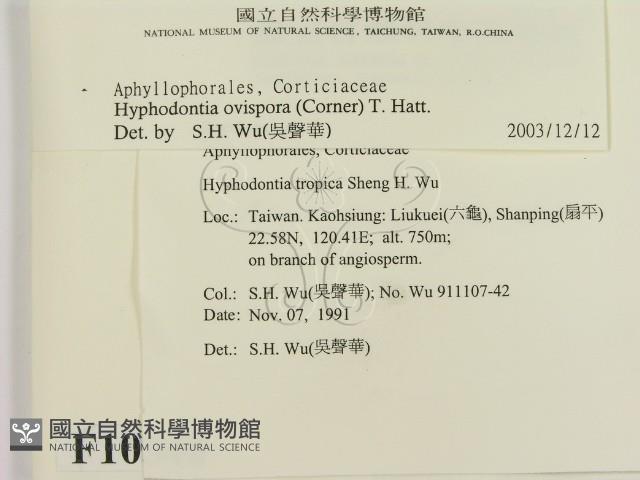 國立自然科學博物館
NATIONAL MUSEUM OF NATURAL SCIENCE, TAICHUNG, TAIWAN, R.O.CHINA
Aphyllophorales, Corticiaceae
Hyphodontia ovispora (Corner) T. Hatt.
Det. by S.H. Wu(吳聲華) 2003/12/12
Aphyllophorales, Corticiaceae
Hyphodontia tropica Sheng H. Wu
Loc.: Taiwan. Kaohsiung: Liukuei(六龜), Shanping(扇平)
22.58N, 120.41E; alt. 750m;
on branch of angiosperm.
Col.: S.H. Wu(吳聲華); No. Wu 911107-42
Date: Nov. 07, 1991
Det.: S.H. Wu(吳聲華)
國立自然科學博物館
NATIONAL MUSEUM OF NATURAL SCIENCE
F10